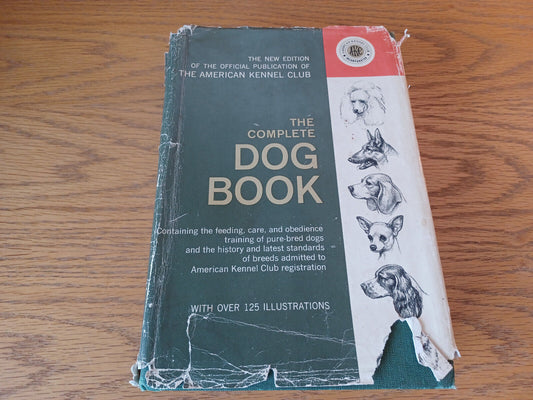 THE NEW EDITION
OF THE OFFICIAL PUBLICATION OF
THE AMERICAN KENNEL CLUB
THE
COMPLETE
DOG
BOOK
Containing the feeding, care, and obedience
training of pure-bred dogs
and the history and latest standards
of breeds admitted to
American Kennel Club registration
WITH OVER 125 ILLUSTRATIONS